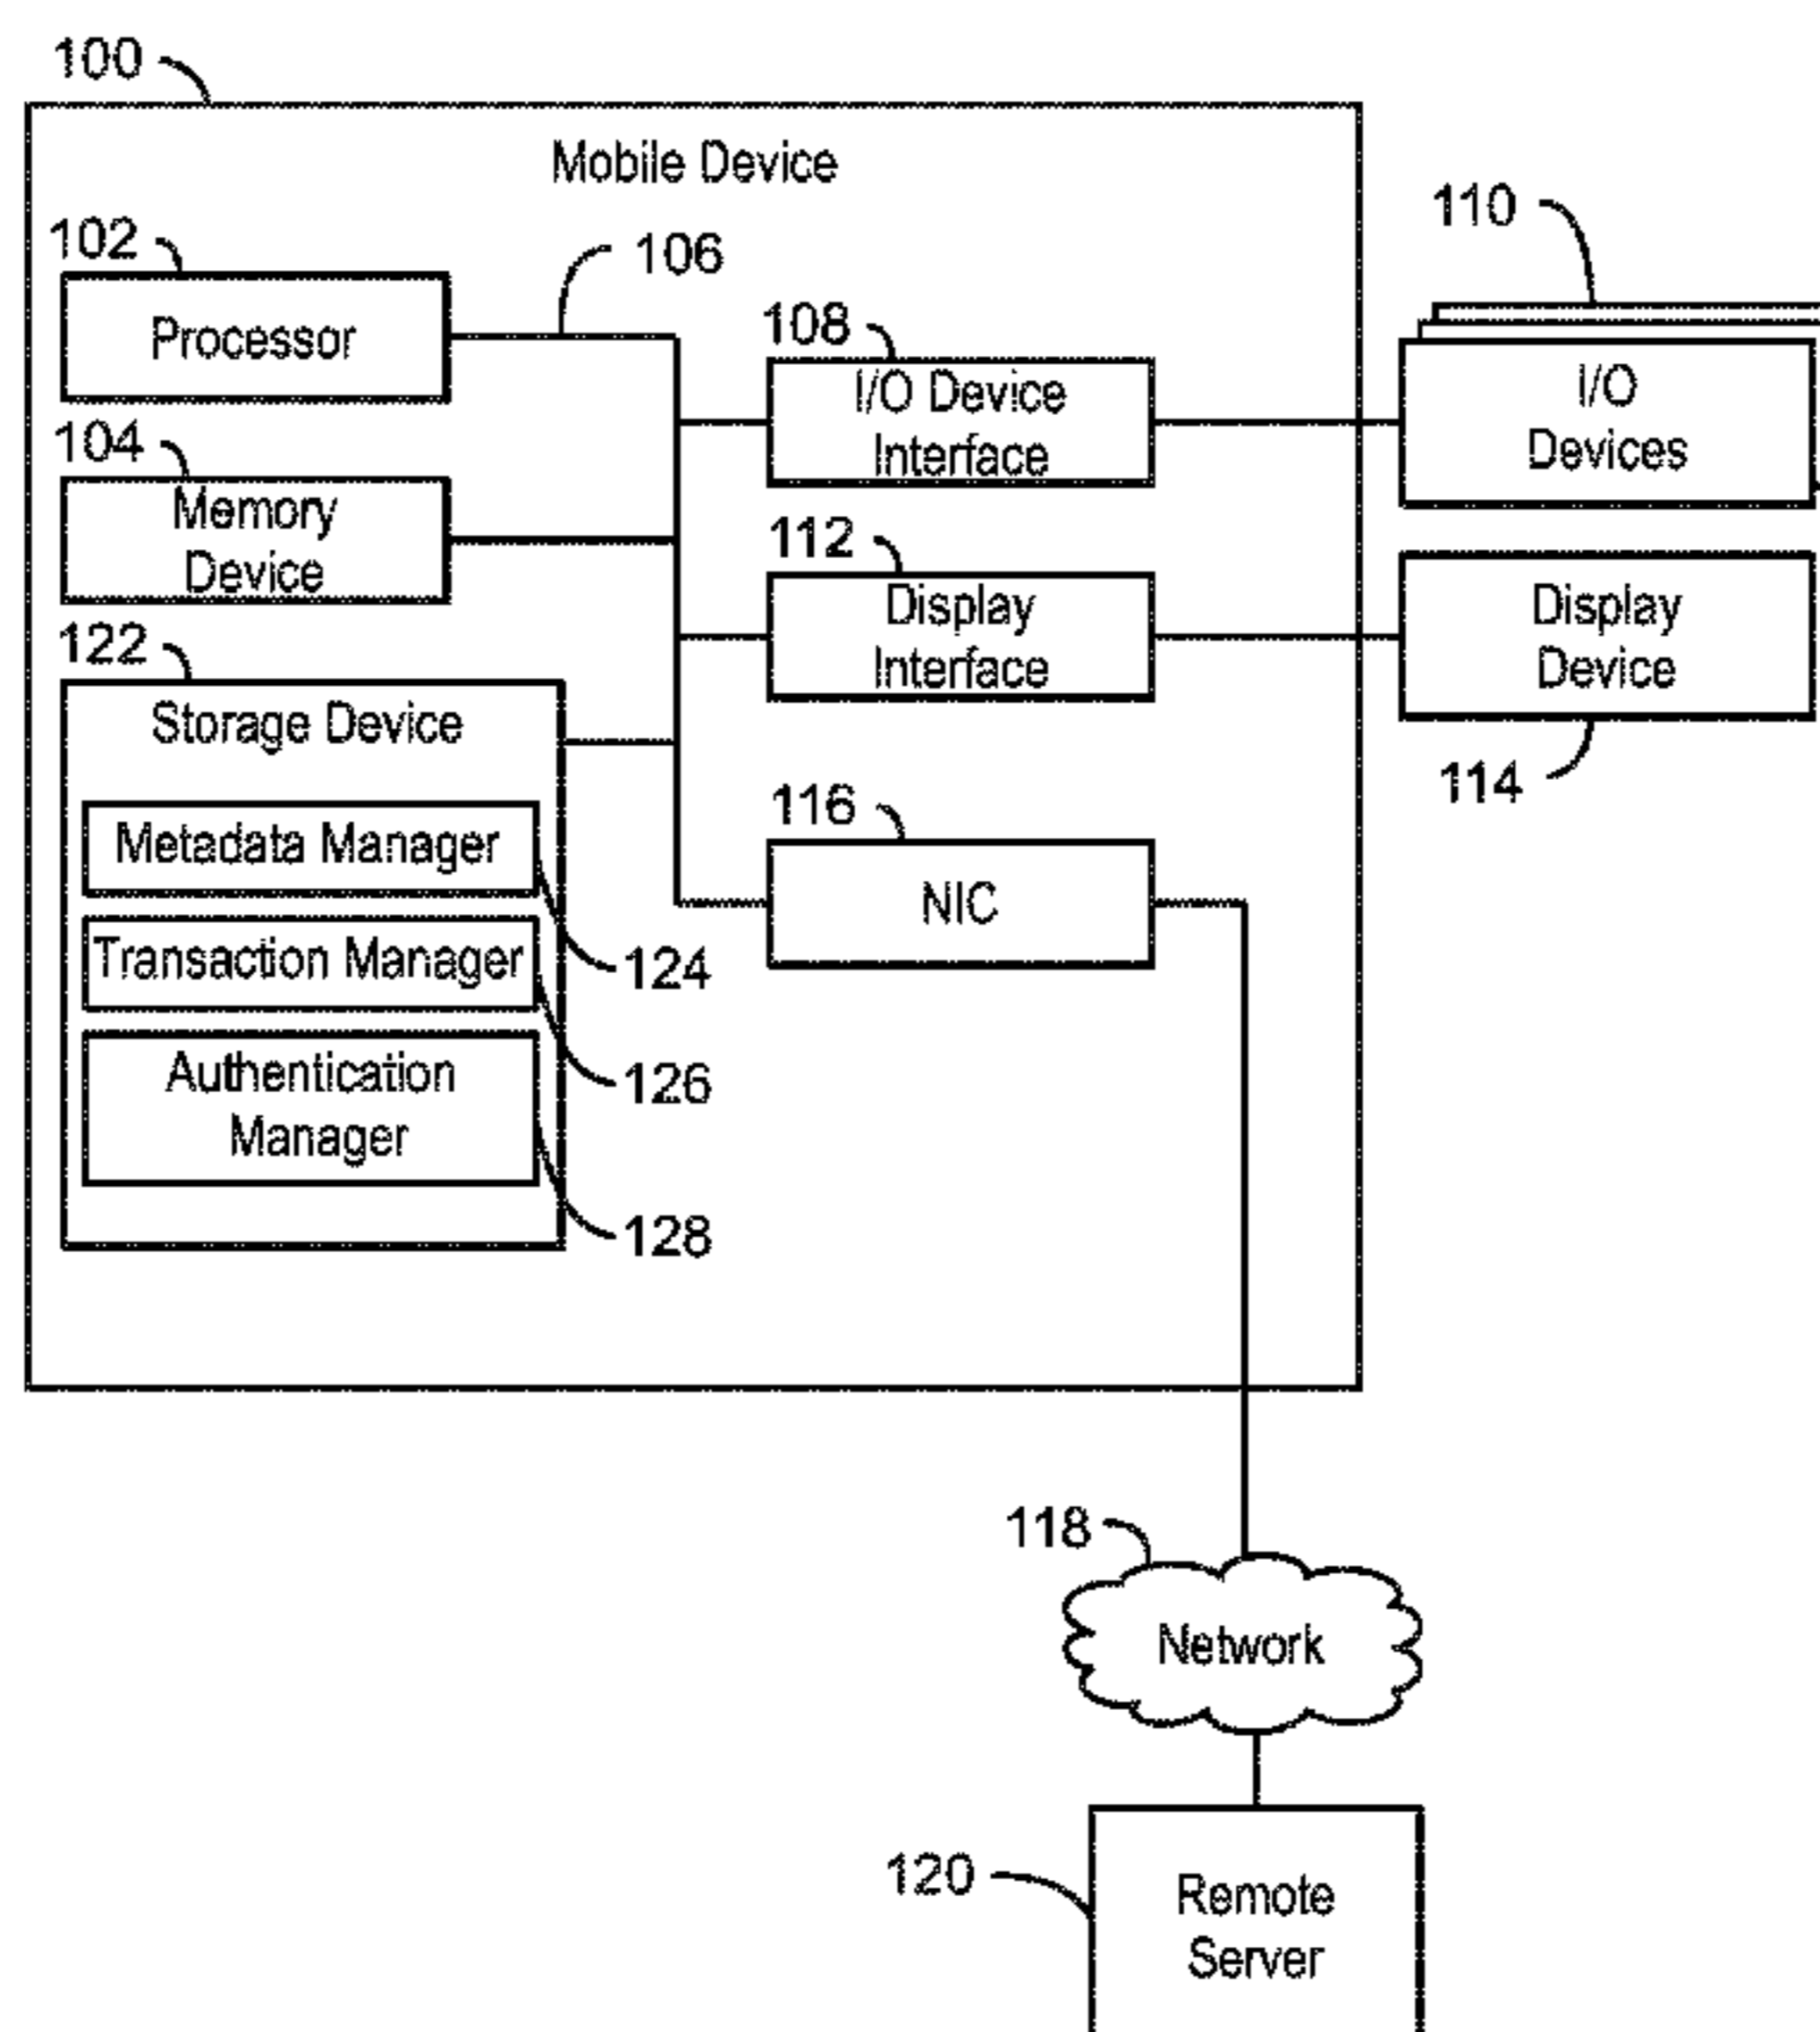 100
Mobile Device
102
106
110
Processor
108
I/O Device
Interface
I/O
Devices
104
Memory
Device
112
Display
Interface
Display
Device
122
Storage Device
114
116
Metadata Manager
NIC
Transaction Manager
124
Authentication
Manager
126
128
118
Network
120
Remote
Server